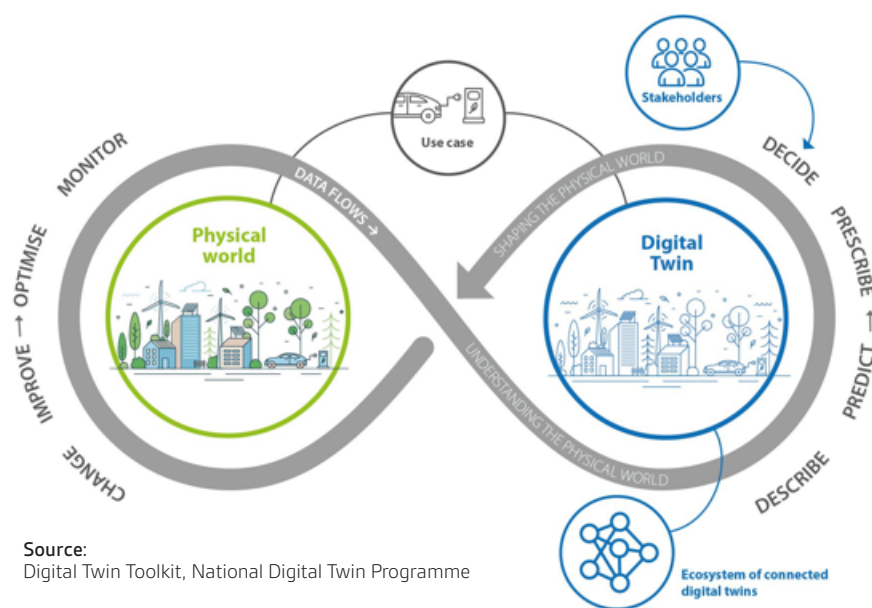 Stakeholders
Use case
MONITOR
DECIDE
DATA FLOWS →
SHAPING THE PHYSICAL WORLD
Physical
world
Digital
Twin
IMPROVE → OPTIMISE
PREDICT → PRESCRIBE
UNDERSTANDING THE PHYSICAL WORLD
CHANGE
DESCRIBE
Source:
Digital Twin Toolkit, National Digital Twin Programme
Ecosystem of connected
digital twins